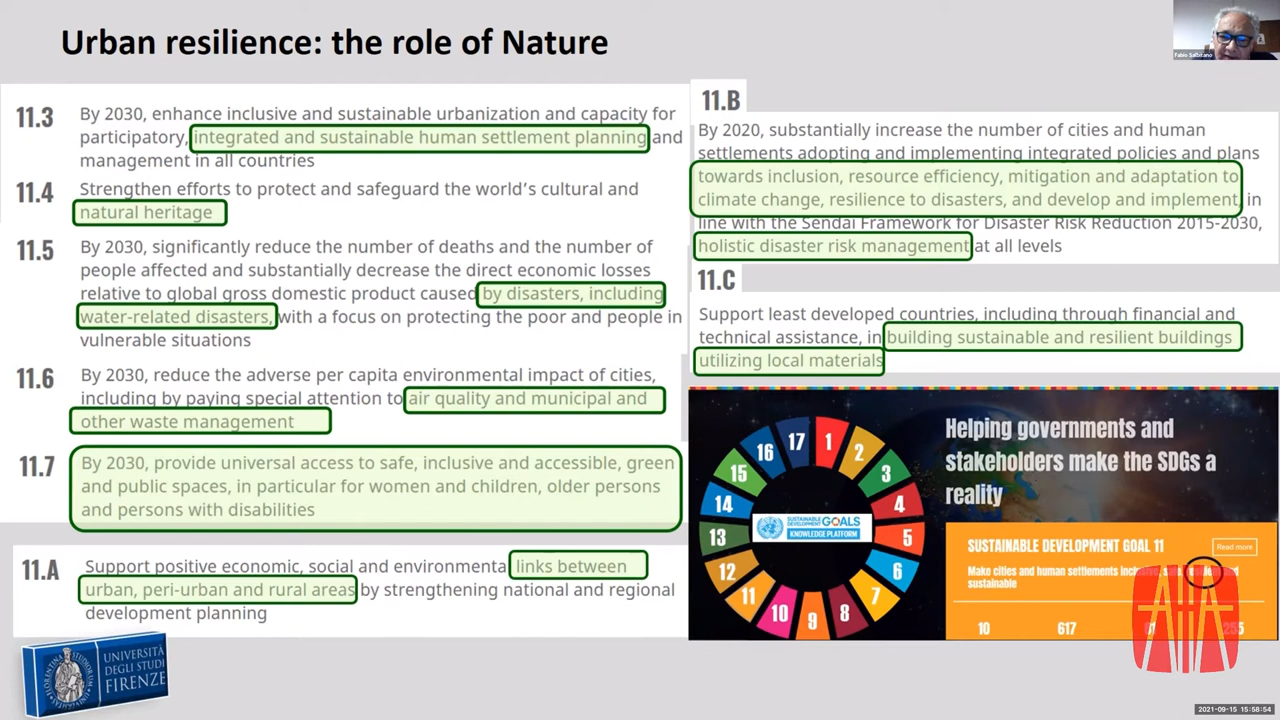 Urban resilience: the role of Nature
Fabio Salbitano
11.3
By 2030, enhance inclusive and sustainable urbanization and capacity for
participatory, integrated and sustainable human settlement planning and
management in all countries
11.4
Strengthen efforts to protect and safeguard the world's cultural and
natural heritage
11.5
By 2030, significantly reduce the number of deaths and the number of
people affected and substantially decrease the direct economic losses
relative to global gross domestic product caused by disasters, including
water-related disasters, with a focus on protecting the poor and people in
vulnerable situations
11.6
By 2030, reduce the adverse per capita environmental impact of cities,
including by paying special attention to air quality and municipal and
other waste management
11.7
By 2030, provide universal access to safe, inclusive and accessible, green
and public spaces, in particular for women and children, older persons
and persons with disabilities
11.A
Support positive economic, social and environmental links between
urban, peri-urban and rural areas by strengthening national and regional
development planning
11.B
By 2020, substantially increase the number of cities and human
settlements adopting and implementing integrated policies and plans
towards inclusion, resource efficiency, mitigation and adaptation to
climate change, resilience to disasters, and develop and implement, in
line with the Sendai Framework for Disaster Risk Reduction 2015-2030,
holistic disaster risk management at all levels
11.C
Support least developed countries, including through financial and
technical assistance, in building sustainable and resilient buildings
utilizing local materials
1
2
3
4
5
6
7
8
9
10
11
12
13
14
15
16
17
SUSTAINABLE
DEVELOPMENT GOALS
KNOWLEDGE PLATFORM
Helping governments and
stakeholders make the SDGs a
reality
SUSTAINABLE DEVELOPMENT GOAL 11
Read more
Make cities and human settlements
sustainable
10 617 255
UNIVERSITÀ
DEGLI STUDI
FIRENZE
2021-09-15 15:58:54